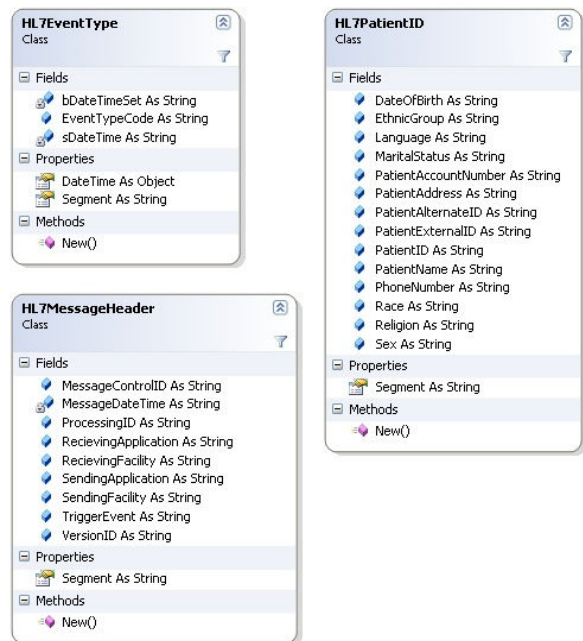 HL7EventType
Class
Fields
bDateTimeSet As String
EventTypeCode As String
sDateTime As String
Properties
DateTime As Object
Segment As String
Methods
New()
HL7MessageHeader
Class
Fields
MessageControlID As String
MessageDateTime As String
ProcessingID As String
RecievingApplication As String
RecievingFacility As String
SendingApplication As String
SendingFacility As String
TriggerEvent As String
VersionID As String
Properties
Segment As String
Methods
New()
HL7PatientID
Class
Fields
DateOfBirth As String
EthnicGroup As String
Language As String
MaritalStatus As String
PatientAccountNumber As String
PatientAddress As String
PatientAlternateID As String
PatientExternalID As String
PatientID As String
PatientName As String
PhoneNumber As String
Race As String
Religion As String
Sex As String
Properties
Segment As String
Methods
New()